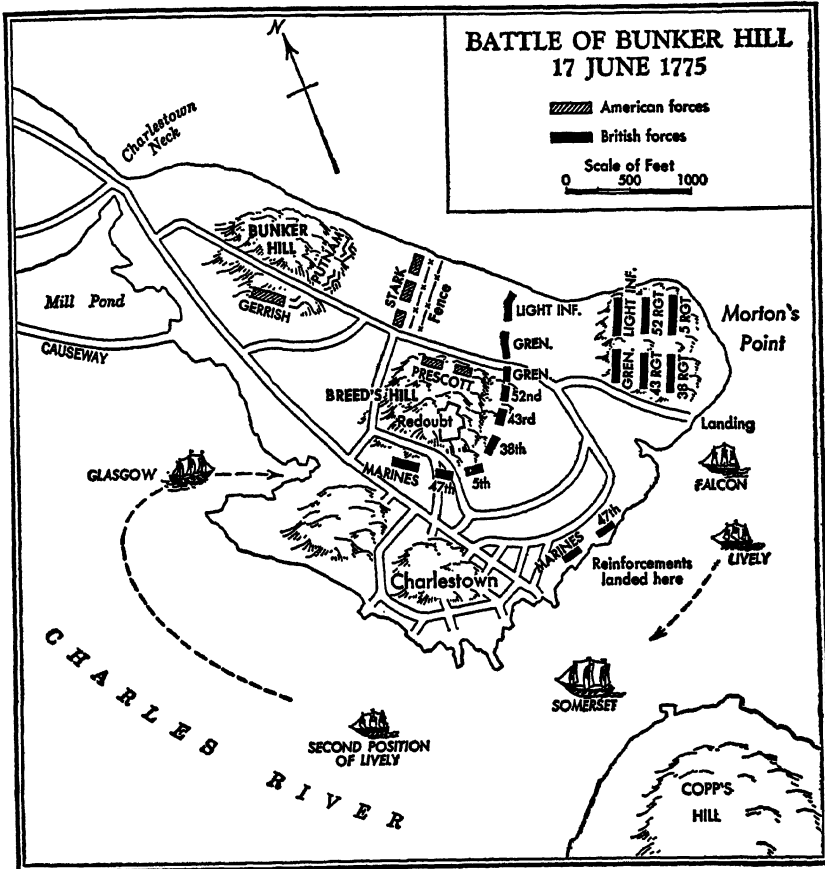 BATTLE OF BUNKER HILL
17 JUNE 1775
American forces
British forces
Scale of Feet
0 500 1000
N
Charlestown
Neck
BUNKER
HILL
PUTNAM
GERRISH
Mill Pond
CAUSEWAY
STARK
Fence
LIGHT INF.
GREN.
GREN.
52nd
43rd
38th
5th
47th
MARINES
PRESCOTT
BREED'S HILL
Redoubt
LIGHT INF.
52 RGT
5 RGT
GREN.
43 RGT
38 RGT
Morton's
Point
Landing
FALCON
LIVELY
GLASGOW
47th
MARINES
Reinforcements
landed here
Charlestown
SOMERSET
SECOND POSITION
OF LIVELY
CHARLES RIVER
COPP'S
HILL